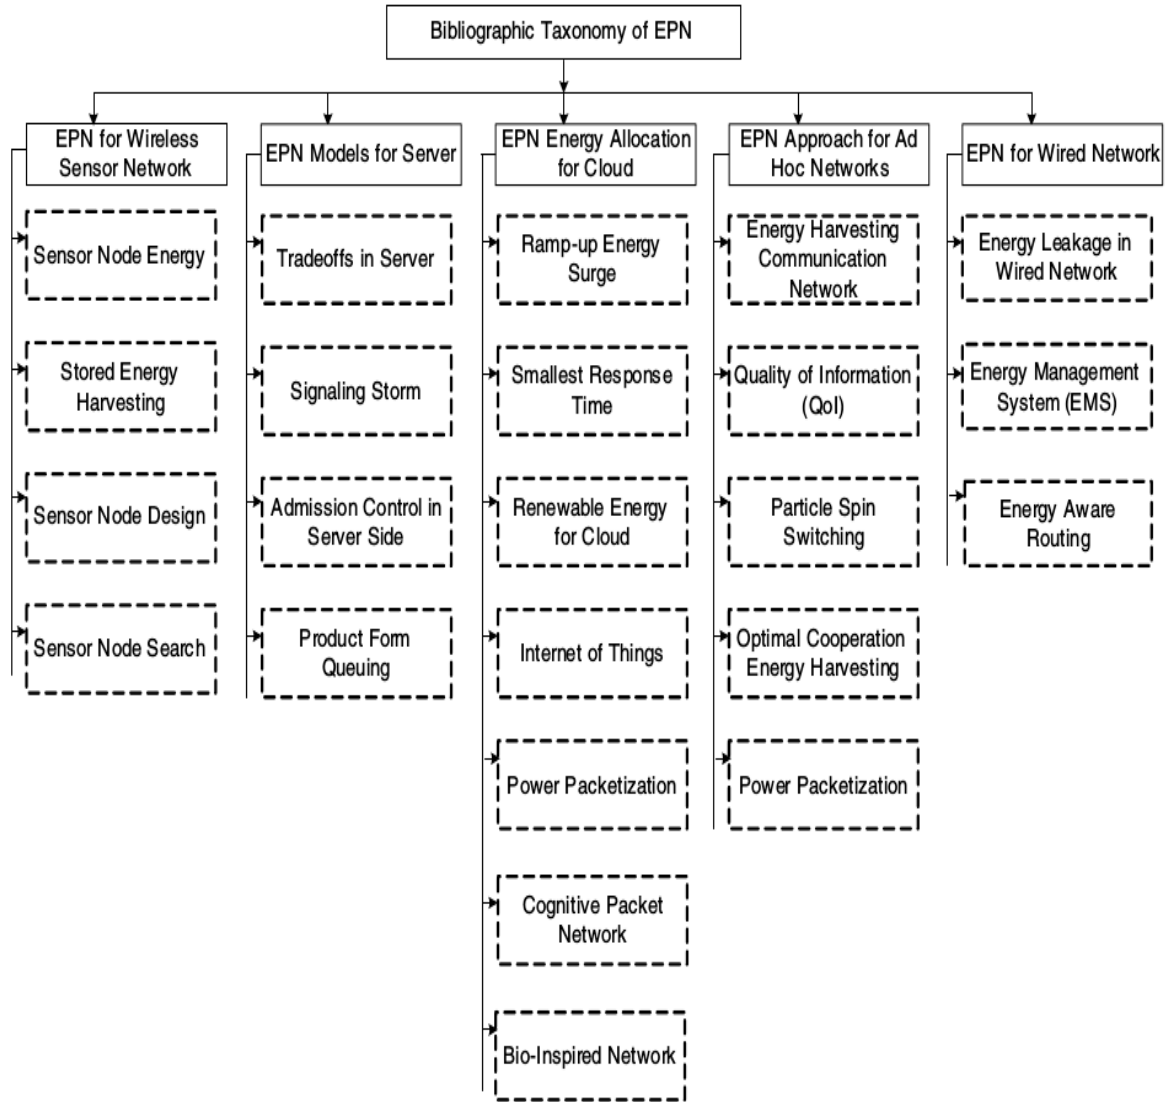 Bibliographic Taxonomy of EPN
EPN for Wireless
Sensor Network
Sensor Node Energy
Stored Energy
Harvesting
Sensor Node Design
Sensor Node Search
EPN Models for Server
Tradeoffs in Server
Signaling Storm
Admission Control in
Server Side
Product Form
Queuing
EPN Energy Allocation
for Cloud
Ramp-up Energy
Surge
Smallest Response
Time
Renewable Energy
for Cloud
Internet of Things
Power Packetization
Cognitive Packet
Network
Bio-Inspired Network
EPN Approach for Ad
Hoc Networks
Energy Harvesting
Communication
Network
Quality of Information
(QoI)
Particle Spin
Switching
Optimal Cooperation
Energy Harvesting
Power Packetization
EPN for Wired Network
Energy Leakage in
Wired Network
Energy Management
System (EMS)
Energy Aware
Routing